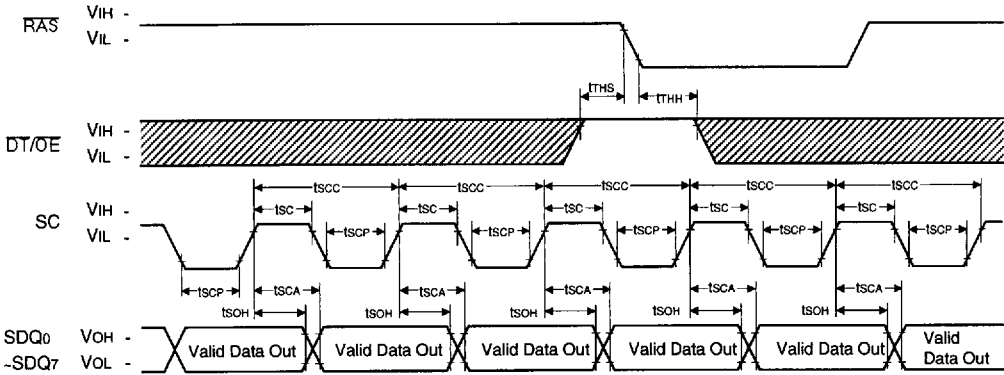 RAS
VIH -
VIL -
tTHS
tTHH
DT/OE
VIH -
VIL -
tSCC tSCC tSCC tSCC tSCC
SC
VIH -
VIL -
tSC tSC tSC tSC tSC
tSCP tSCP tSCP tSCP tSCP
tSCP tSCA tSCA tSCA tSCA tSCA
tSOH tSOH tSOH tSOH tSOH
SDQ0
~SDQ7
VOH -
VOL -
Valid Data Out Valid Data Out Valid Data Out Valid Data Out Valid Data Out Valid
Data Out